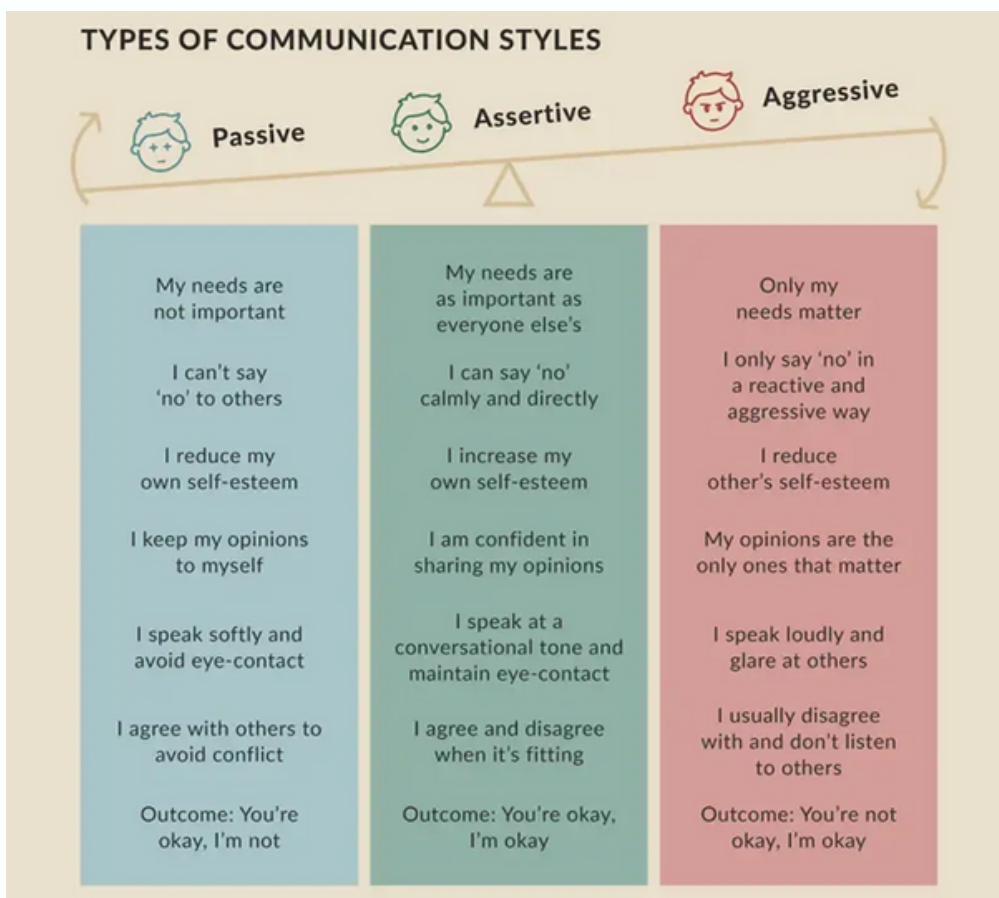 TYPES OF COMMUNICATION STYLES
Passive
Assertive
Aggressive
My needs are
not important
I can't say
'no' to others
I reduce my
own self-esteem
I keep my opinions
to myself
I speak softly and
avoid eye-contact
I agree with others to
avoid conflict
Outcome: You're
okay, I'm not
My needs are
as important as
everyone else's
I can say 'no'
calmly and directly
I increase my
own self-esteem
I am confident in
sharing my opinions
I speak at a
conversational tone and
maintain eye-contact
I agree and disagree
when it's fitting
Outcome: You're okay,
I'm okay
Only my
needs matter
I only say 'no' in
a reactive and
aggressive way
I reduce
other's self-esteem
My opinions are the
only ones that matter
I speak loudly and
glare at others
I usually disagree
with and don't listen
to others
Outcome: You're not
okay, I'm okay